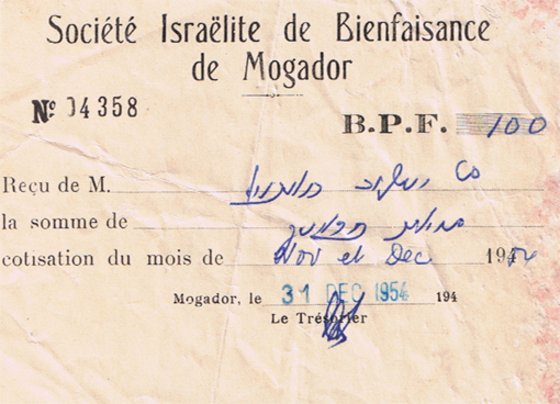 Société Israëlite de Bienfaisance
de Mogador
№ 04358
B.P.F. 100
Reçu de M.
la somme de
cotisation du mois de Nov et Dec 1954
Mogador, le 31 DEC 1954 194
Le Trésorier